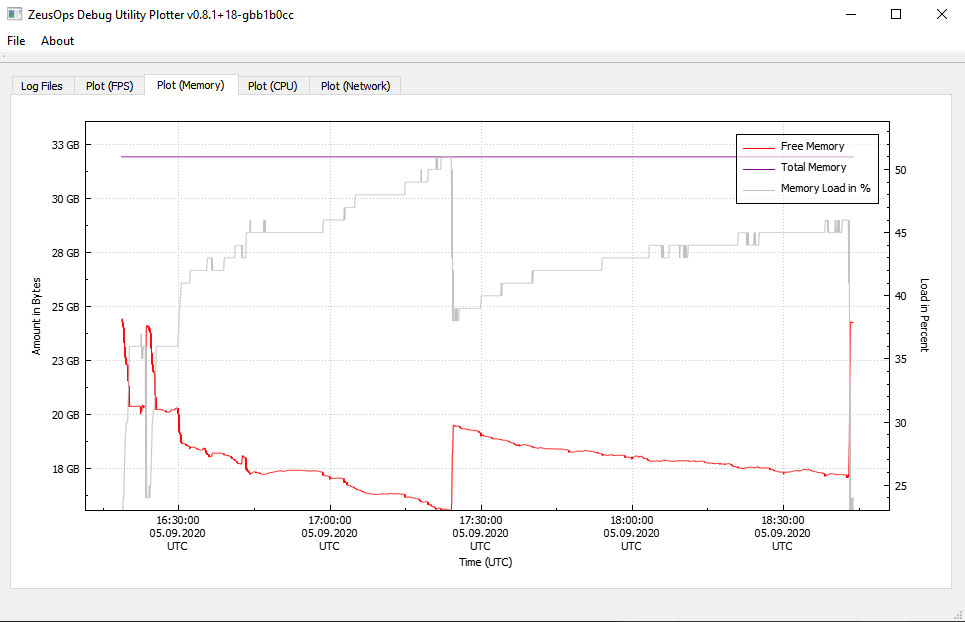 ZeusOps Debug Utility Plotter v0.8.1+18-gbb1b0cc
File About
Log Files Plot (FPS) Plot (Memory) Plot (CPU) Plot (Network)
33 GB
30 GB
28 GB
25 GB
23 GB
20 GB
18 GB
Amount in Bytes
Free Memory
Total Memory
Memory Load in %
50
45
40
35
30
25
Load in Percent
16:30:00 17:00:00 17:30:00 18:00:00 18:30:00
05.09.2020 05.09.2020 05.09.2020 05.09.2020 05.09.2020
UTC UTC UTC UTC UTC
Time (UTC)